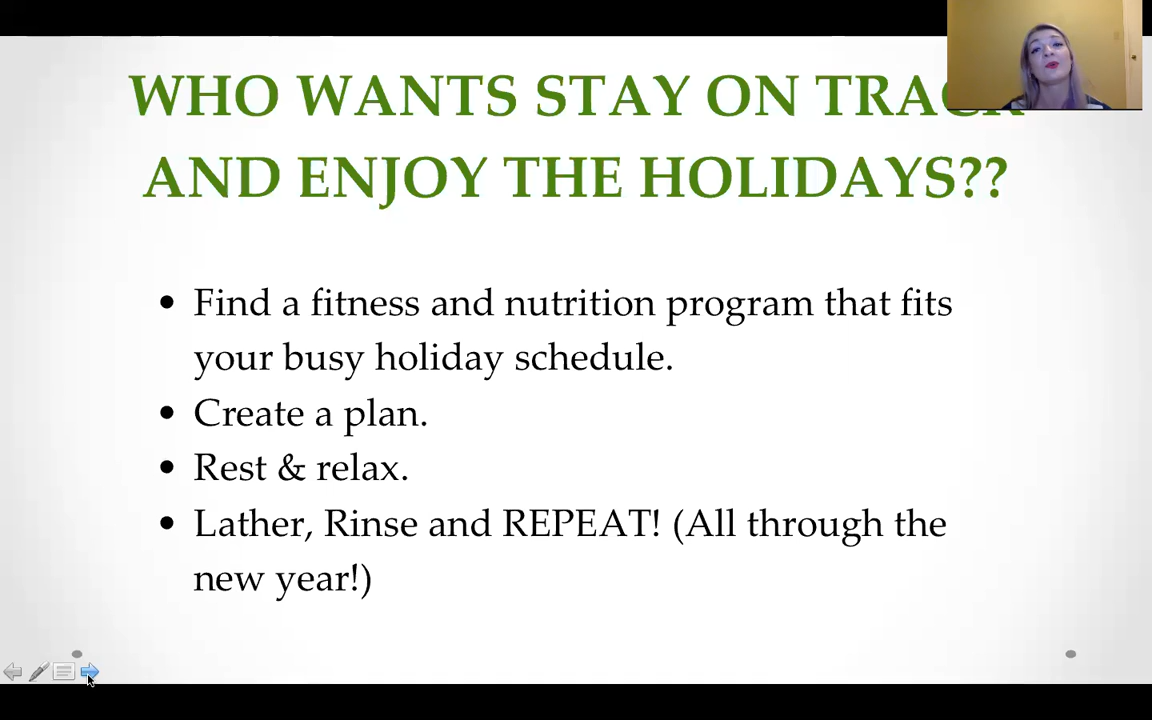 WHO WANTS STAY ON TRACK
AND ENJOY THE HOLIDAYS??
• Find a fitness and nutrition program that fits
your busy holiday schedule.
• Create a plan.
• Rest & relax.
• Lather, Rinse and REPEAT! (All through the
new year!)